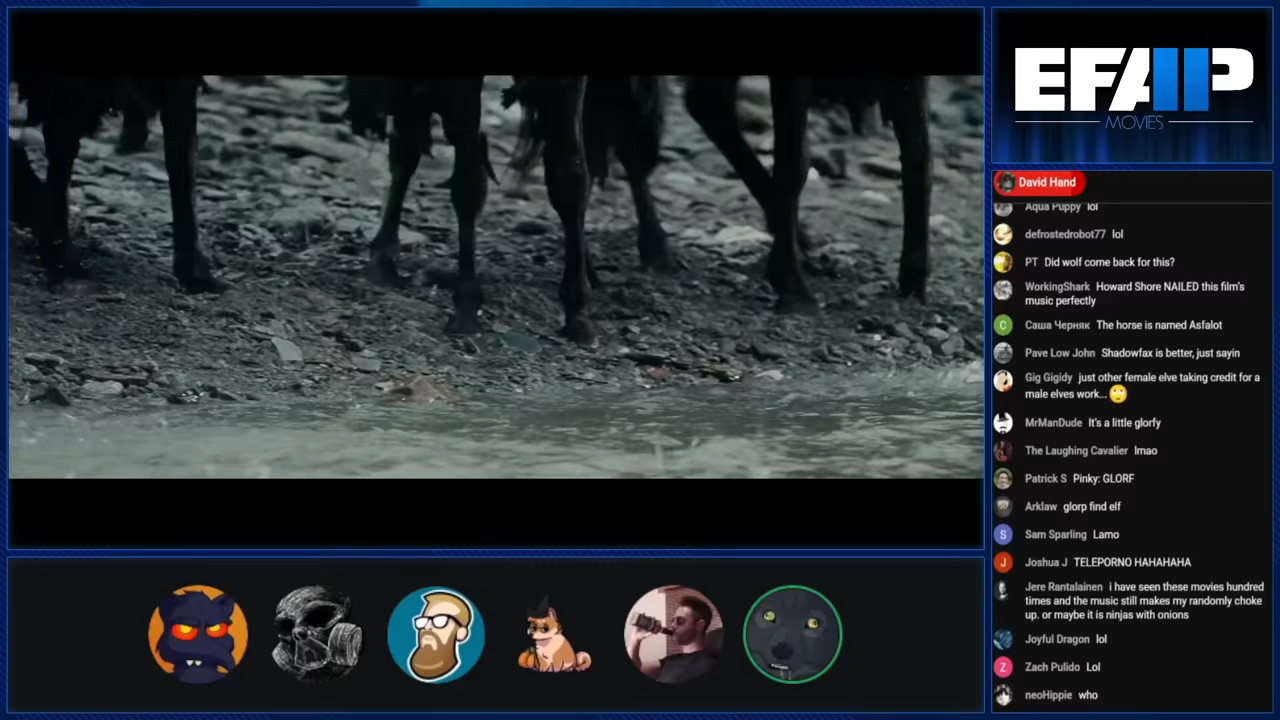 EFAP
MOVIES
David Hand
Aqua Puppy lol
defrostedrobot77 lol
PT Did wolf come back for this?
WorkingShark Howard Shore NAILED this film's
music perfectly
C
Саша Черняк The horse is named Asfalot
Pave Low John Shadowfax is better, just sayin
Gig Gigidy just other female elve taking credit for a
male elves work...
MrManDude It's a little glorfy
The Laughing Cavalier lmao
Patrick S Pinky: GLORF
Arklaw glorp find elf
S
Sam Sparling Lamo
J
Joshua J TELEPORNO HAHAHAHA
Jere Rantalainen i have seen these movies hundred
times and the music still makes my randomly choke
up. or maybe it is ninjas with onions
Joyful Dragon lol
Z
Zach Pulido Lol
neoHippie who